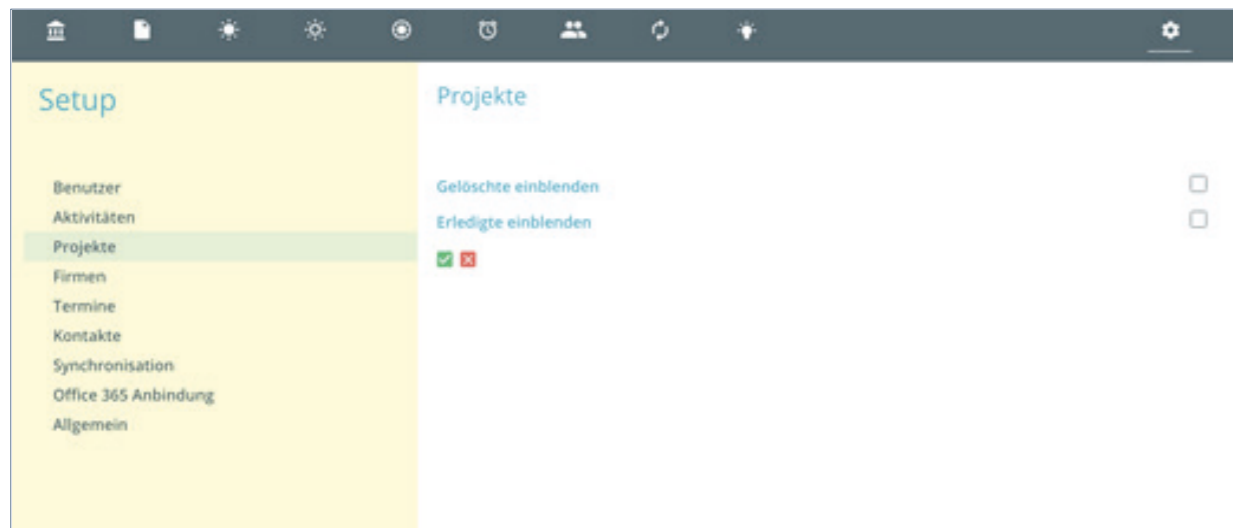 Setup
Benutzer
Aktivitäten
Projekte
Firmen
Termine
Kontakte
Synchronisation
Office 365 Anbindung
Allgemein
Projekte
Gelöschte einblenden
Erledigte einblenden